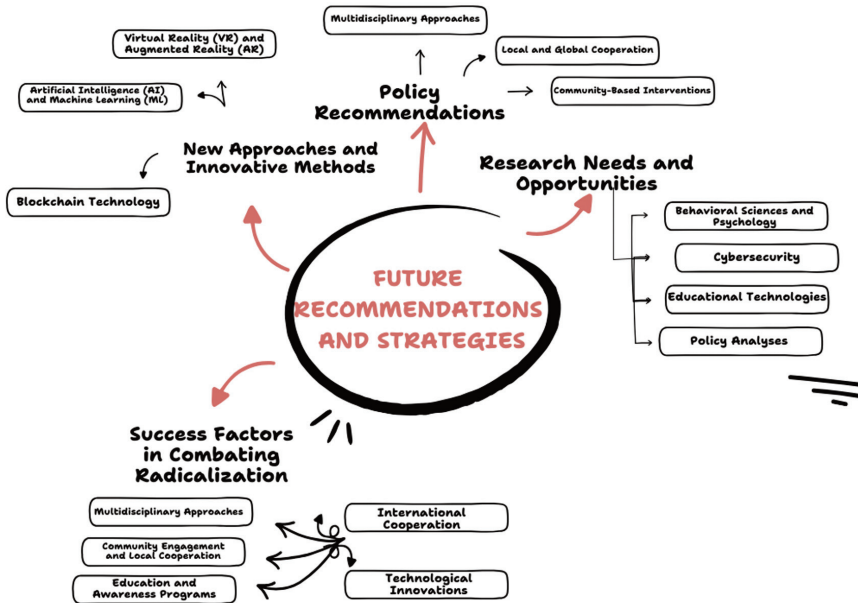 Multidisciplinary Approaches
Virtual Reality (VR) and
Augmented Reality (AR)
Local and Global Cooperation
Artificial Intelligence (AI)
and Machine Learning (ML)
Policy
Recommendations
Community-Based Interventions
New Approaches and
Innovative Methods
Research Needs and
Opportunities
Blockchain Technology
Behavioral Sciences and
Psychology
Cybersecurity
Educational Technologies
Policy Analyses
FUTURE
RECOMMENDATIONS
AND STRATEGIES
Success Factors
in Combating
Radicalization
Multidisciplinary Approaches
International
Cooperation
Community Engagement
and Local Cooperation
Education and
Awareness Programs
Technological
Innovations